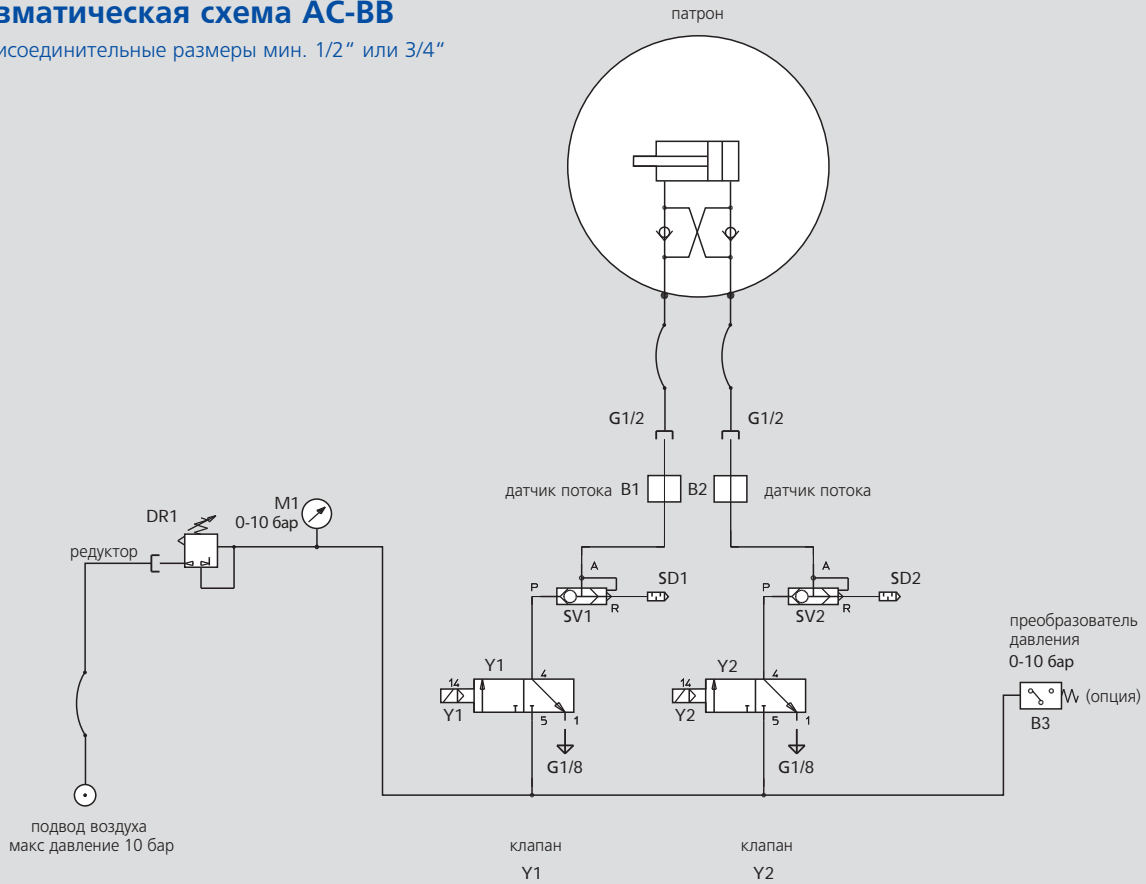 вматическая схема AC-BB
исоединительные размеры мин. 1/2“ или 3/4“
патрон
G1/2
G1/2
датчик потока B1
B2 датчик потока
DR1
M1
0-10 бар
редуктор
A
A
P
R
P
R
SD1
SD2
SV1
SV2
преобразователь
давления
0-10 бар
(опция)
B3
Y1
Y2
14
4
14
4
Y1
5
1
Y2
5
1
G1/8
G1/8
подвод воздуха
макс давление 10 бар
клапан
Y1
клапан
Y2